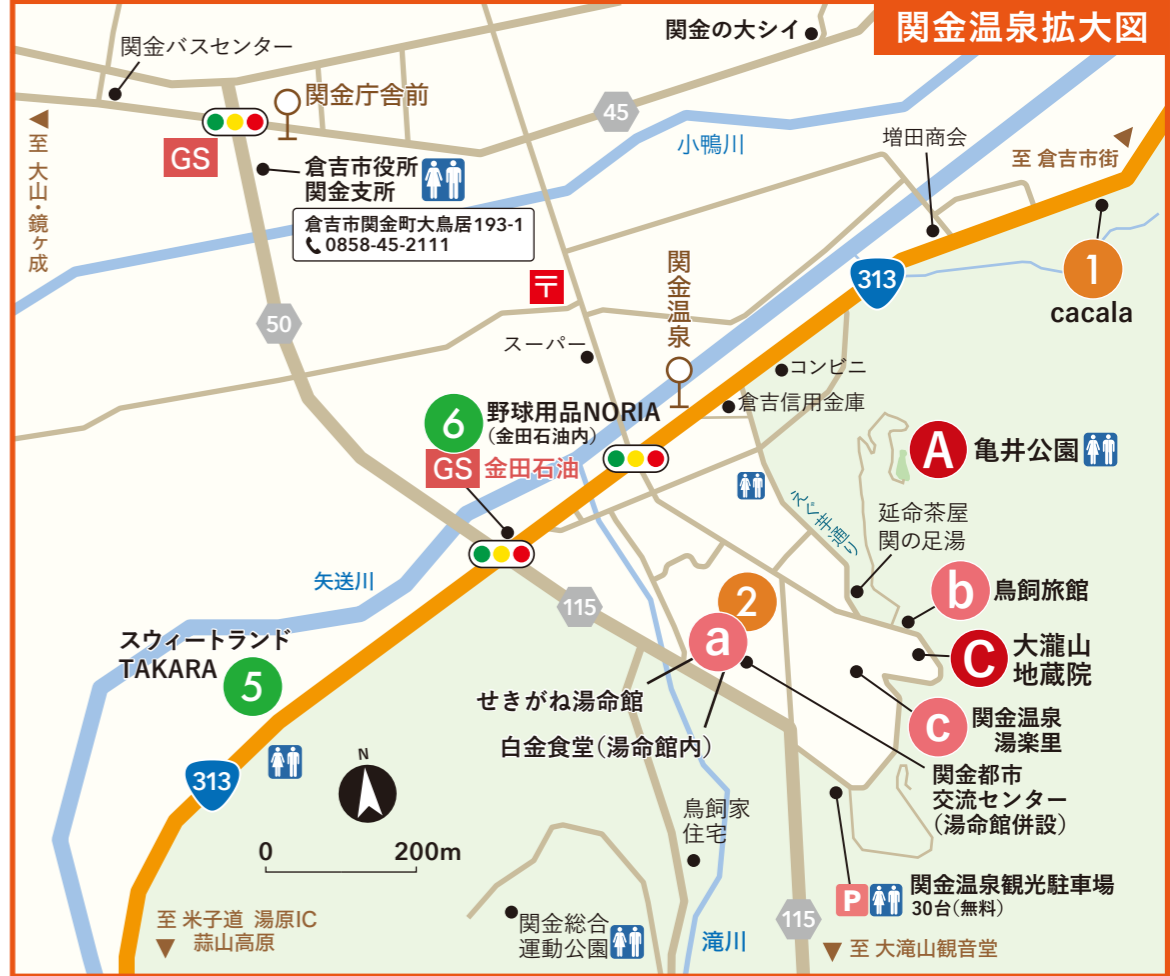 関金温泉拡大図
関金の大シイ
関金バスセンター
関金庁舎前
45
小鴨川
増田商会
至 倉吉市街
至 大山・鏡ヶ成
GS
倉吉市役所
関金支所
倉吉市関金町大鳥居193-1
0858-45-2111
313
1
cacala
〒
関金温泉
50
スーパー
コンビニ
倉吉信用金庫
6
野球用品NORIA
(金田石油内)
GS 金田石油
A
亀井公園
えぐ芋通り
延命茶屋
関の足湯
矢送川
115
2
a
b
鳥飼旅館
スウィートランド
TAKARA
5
C
大瀧山
地蔵院
せきがね湯命館
白金食堂(湯命館内)
c
関金温泉
湯楽里
関金都市
交流センター
(湯命館併設)
313
N
0
200m
鳥飼家
住宅
P
関金温泉観光駐車場
30台(無料)
至 米子道 湯原IC
蒜山高原
関金総合
運動公園
滝川
115
至 大滝山観音堂